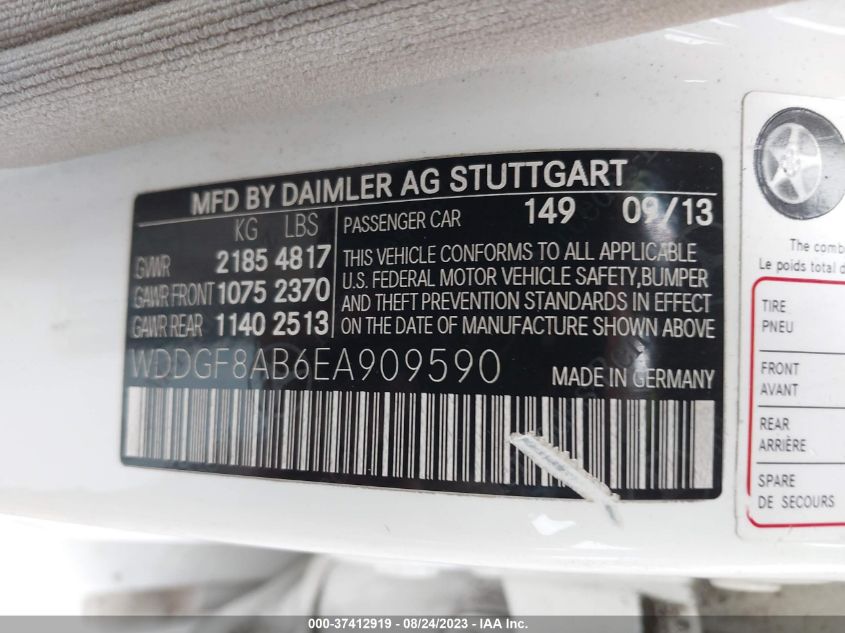 MFD BY DAIMLER AG STUTTGART
KG LBS
GVWR 2185 4817
GAWR FRONT 1075 2370
GAWR REAR 1140 2513
PASSENGER CAR 149 09/13
THIS VEHICLE CONFORMS TO ALL APPLICABLE
U.S. FEDERAL MOTOR VEHICLE SAFETY,BUMPER
AND THEFT PREVENTION STANDARDS IN EFFECT
ON THE DATE OF MANUFACTURE SHOWN ABOVE
WDDGF8AB6EA909590 MADE IN GERMANY
The comb
Le poids total d
TIRE
PNEU
FRONT
AVANT
REAR
ARRIÈRE
SPARE
DE SECOURS
000-37412919 - 08/24/2023 - IAA Inc.